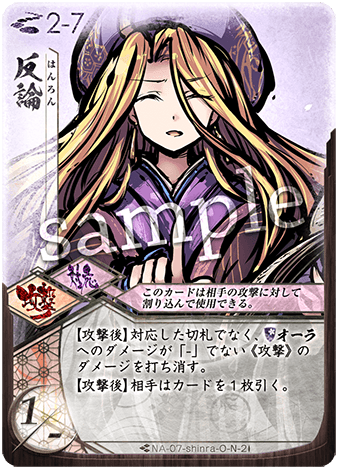 2-7
反論
はんろん
sample
攻撃
対応
このカードは相手の攻撃に対して
割り込んで使用できる。
【攻撃後】対応した切札でなく、オーラ
へのダメージが「-」でない《攻撃》の
ダメージを打ち消す。
【攻撃後】相手はカードを１枚引く。
1/-
NA-07-shinra-O-N-2